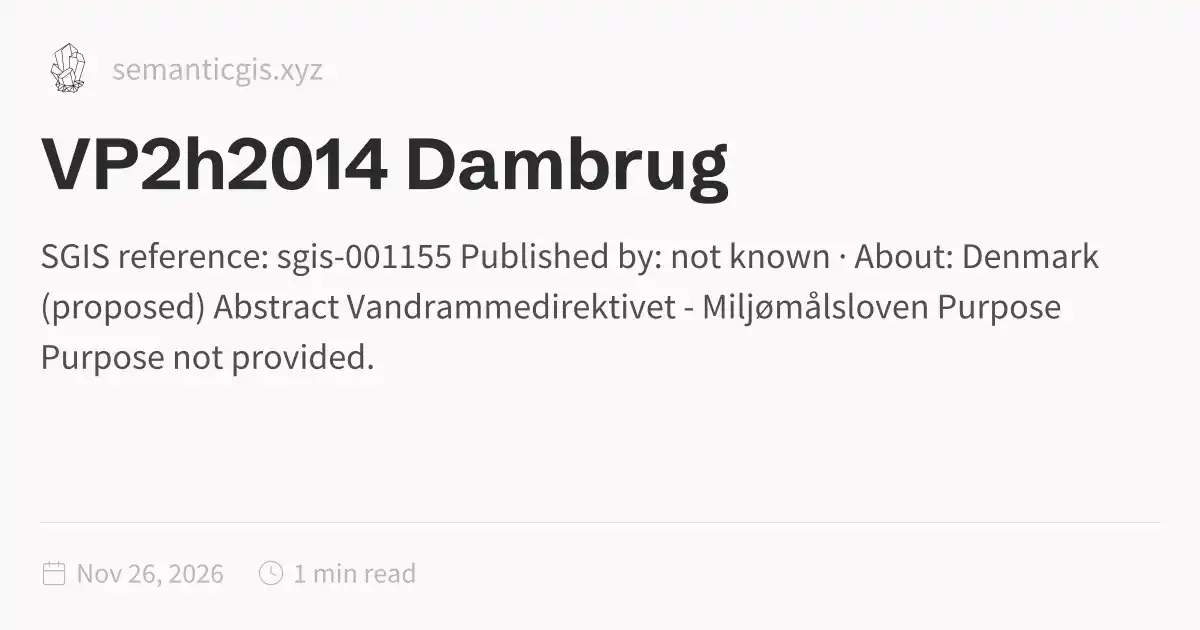 semanticgis.xyz
VP2h2014 Dambrug
SGIS reference: sgis-001155 Published by: not known · About: Denmark
(proposed) Abstract Vandrammedirektivet - Miljømålsloven Purpose
Purpose not provided.
Nov 26, 2026 1 min read